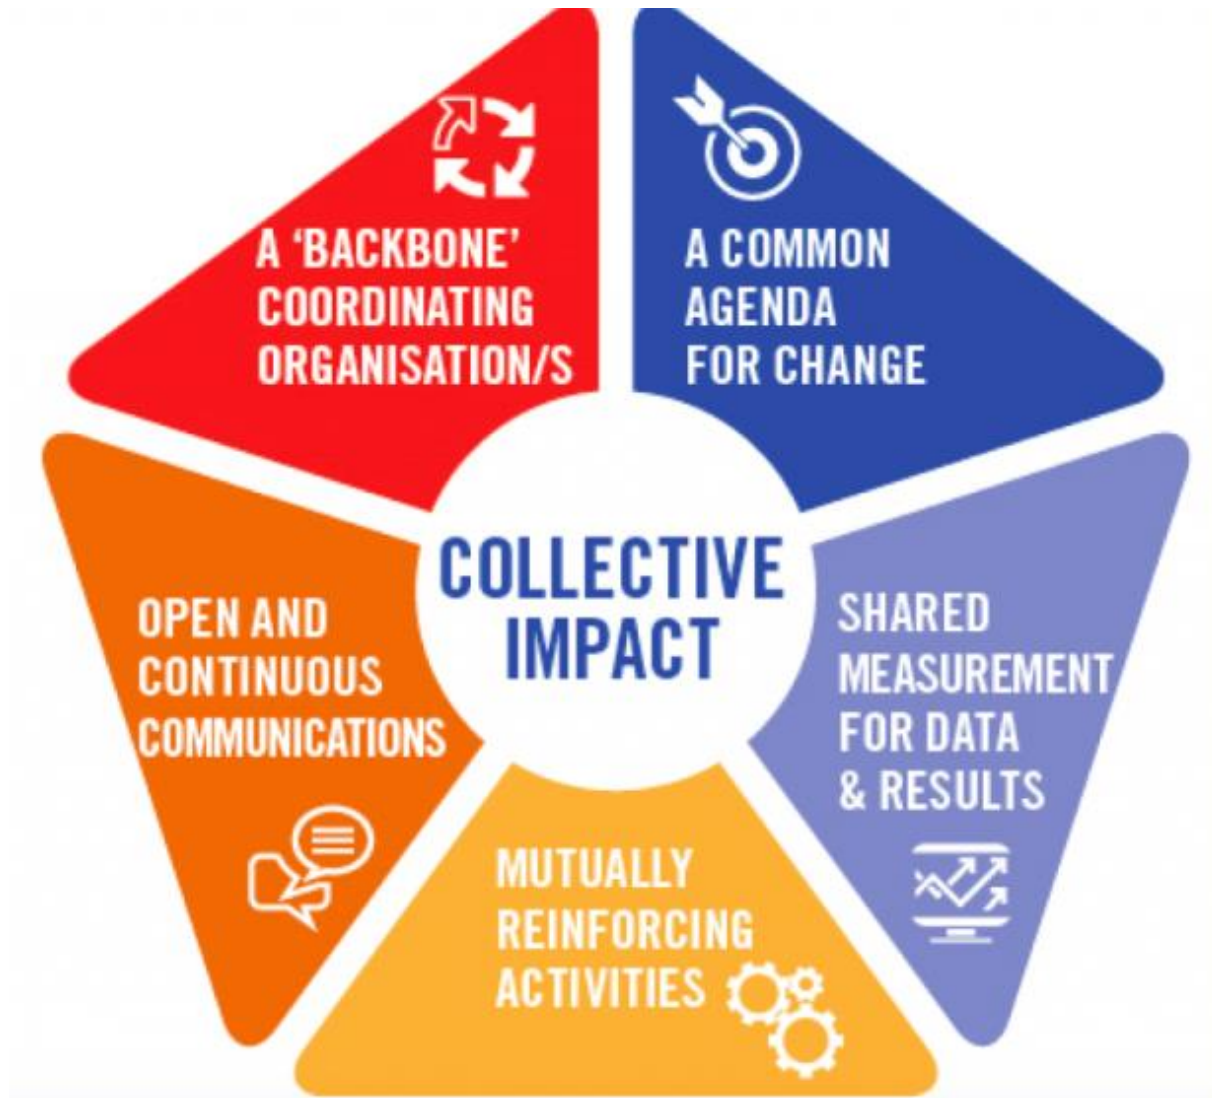 A ‘BACKBONE’
COORDINATING
ORGANISATION/S
A COMMON
AGENDA
FOR CHANGE
COLLECTIVE
IMPACT
OPEN AND
CONTINUOUS
COMMUNICATIONS
SHARED
MEASUREMENT
FOR DATA
& RESULTS
MUTUALLY
REINFORCING
ACTIVITIES